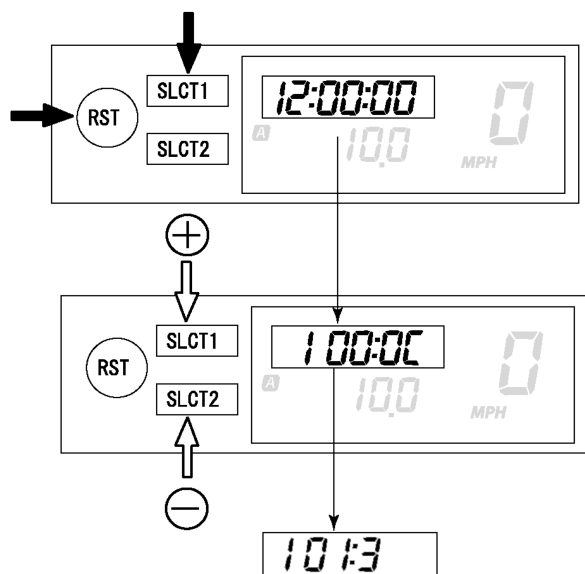 RST
SLCT1
SLCT2
12:00:00
0
A
10.0
MPH
+
RST
SLCT1
SLCT2
1 00:0C
0
A
10.0
MPH
−
101:3